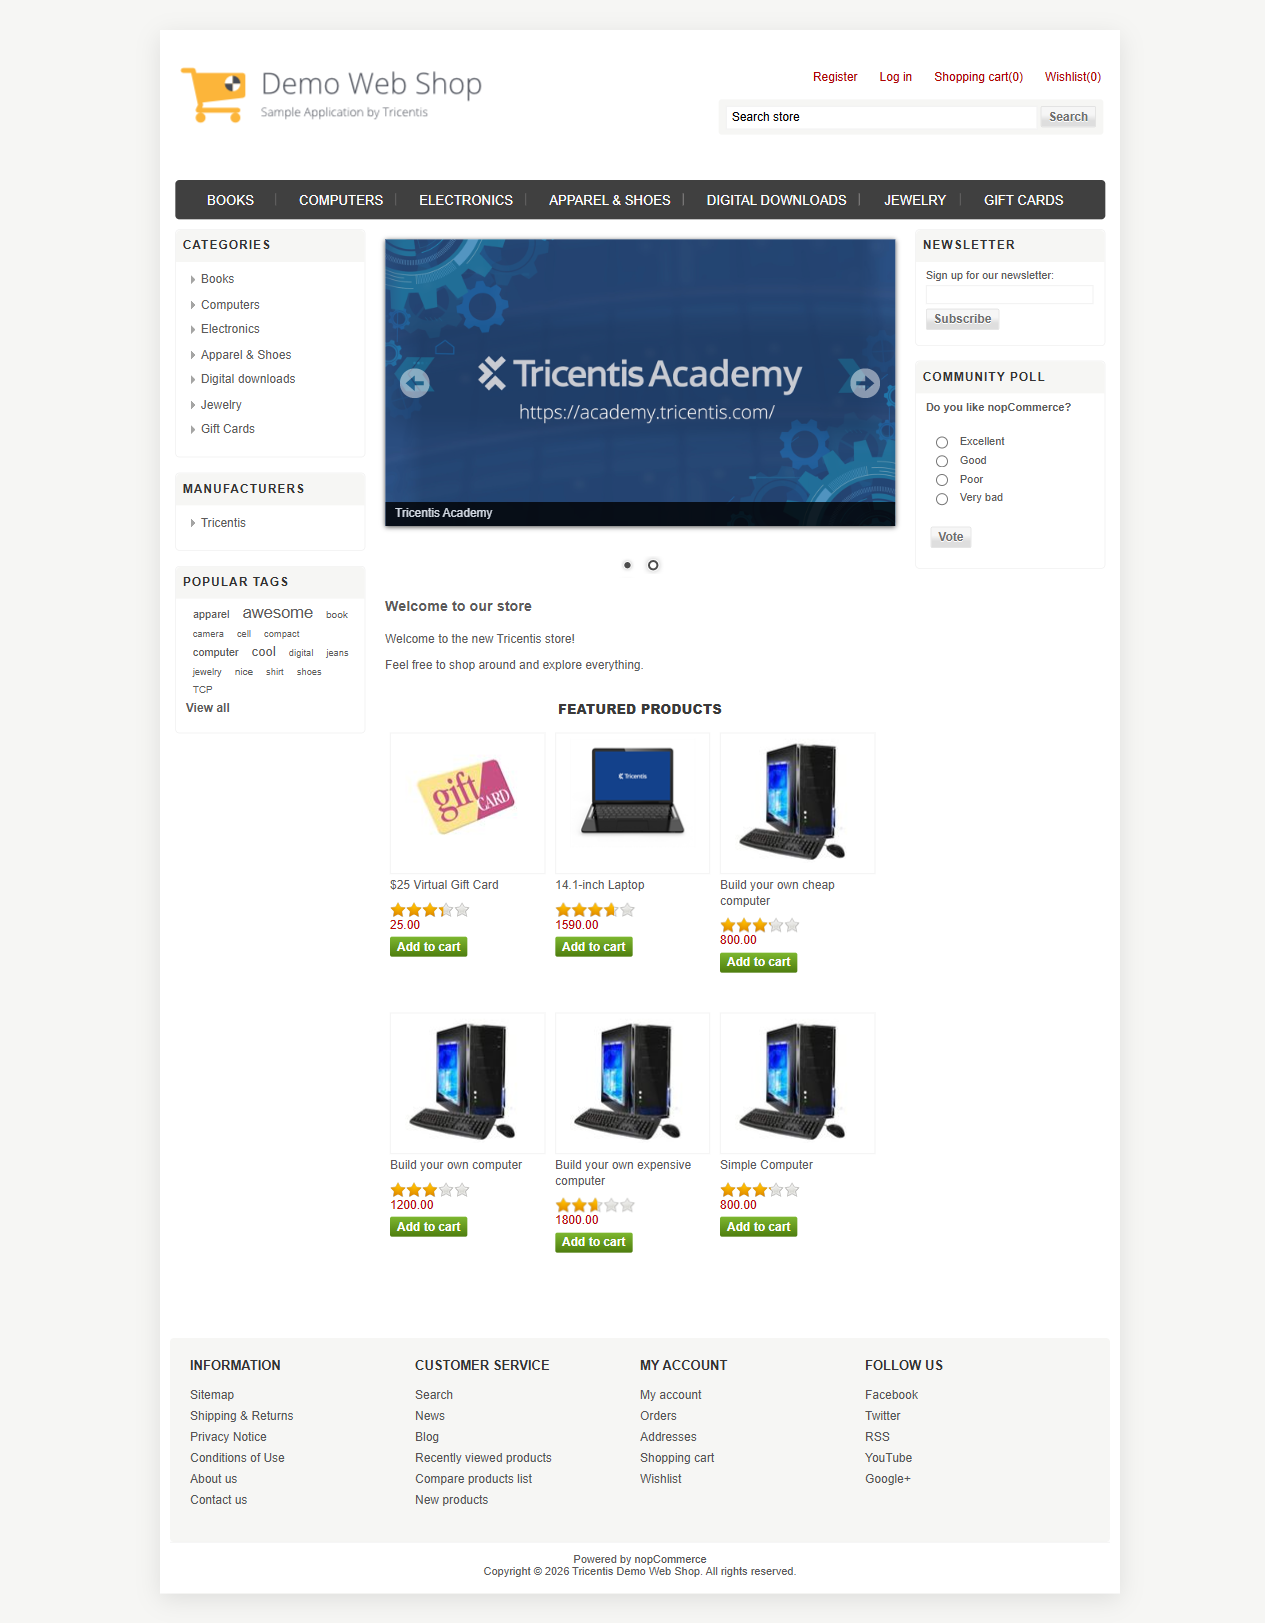 Demo Web Shop
Sample Application by Tricentis
Register Log in Shopping cart(0) Wishlist(0)
Search store Search
BOOKS COMPUTERS ELECTRONICS APPAREL & SHOES DIGITAL DOWNLOADS JEWELRY GIFT CARDS
CATEGORIES
Books
Computers
Electronics
Apparel & Shoes
Digital downloads
Jewelry
Gift Cards
MANUFACTURERS
Tricentis
POPULAR TAGS
apparel awesome book
camera cell compact
computer cool digital jeans
jewelry nice shirt shoes
TCP
View all
Tricentis Academy
https://academy.tricentis.com/
Tricentis Academy
Welcome to our store
Welcome to the new Tricentis store!
Feel free to shop around and explore everything.
FEATURED PRODUCTS
gift CARD
Tricentis
$25 Virtual Gift Card
25.00
Add to cart
14.1-inch Laptop
1590.00
Add to cart
Build your own cheap
computer
800.00
Add to cart
Build your own computer
1200.00
Add to cart
Build your own expensive
computer
1800.00
Add to cart
Simple Computer
800.00
Add to cart
NEWSLETTER
Sign up for our newsletter:
Subscribe
COMMUNITY POLL
Do you like nopCommerce?
Excellent
Good
Poor
Very bad
Vote
INFORMATION
Sitemap
Shipping & Returns
Privacy Notice
Conditions of Use
About us
Contact us
CUSTOMER SERVICE
Search
News
Blog
Recently viewed products
Compare products list
New products
MY ACCOUNT
My account
Orders
Addresses
Shopping cart
Wishlist
FOLLOW US
Facebook
Twitter
RSS
YouTube
Google+
Powered by nopCommerce
Copyright © 2026 Tricentis Demo Web Shop. All rights reserved.